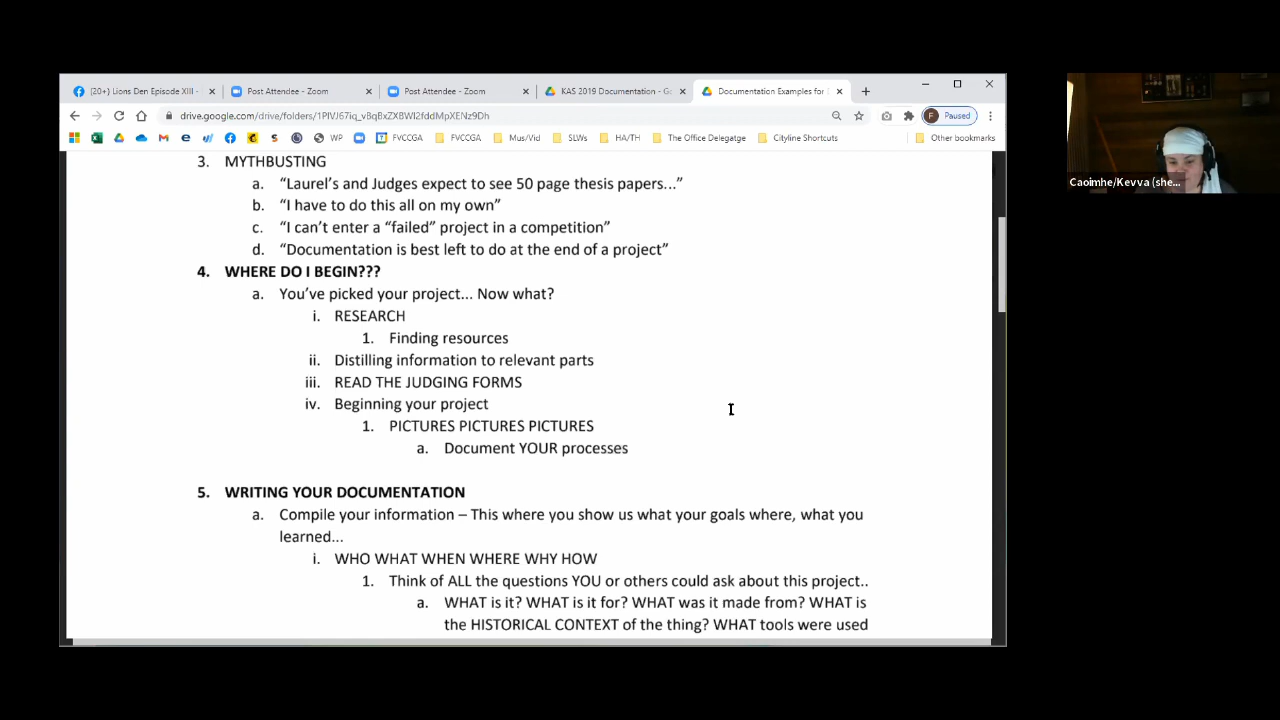 (20+) Lions Den Episode XIII -
Post Attendee - Zoom
Post Attendee - Zoom
KAS 2019 Documentation - Go
Documentation Examples for
drive.google.com/drive/folders/1PIVJ67iq_vBqBxZXBWI2fddMpXENz9Dh
F Paused
WP
FVCCGA
FVCCGA
Mus/Vid
SLWs
HA/TH
The Office Delegatge
Cityline Shortcuts
Other bookmarks
3. MYTHBUSTING
a. “Laurel’s and Judges expect to see 50 page thesis papers...”
b. “I have to do this all on my own”
c. “I can’t enter a “failed” project in a competition”
d. “Documentation is best left to do at the end of a project”
4. WHERE DO I BEGIN???
a. You’ve picked your project... Now what?
i. RESEARCH
1. Finding resources
ii. Distilling information to relevant parts
iii. READ THE JUDGING FORMS
iv. Beginning your project
1. PICTURES PICTURES PICTURES
a. Document YOUR processes
5. WRITING YOUR DOCUMENTATION
a. Compile your information – This where you show us what your goals where, what you
learned...
i. WHO WHAT WHEN WHERE WHY HOW
1. Think of ALL the questions YOU or others could ask about this project..
a. WHAT is it? WHAT is it for? WHAT was it made from? WHAT is
the HISTORICAL CONTEXT of the thing? WHAT tools were used
Caoimhe/Kevva (she...